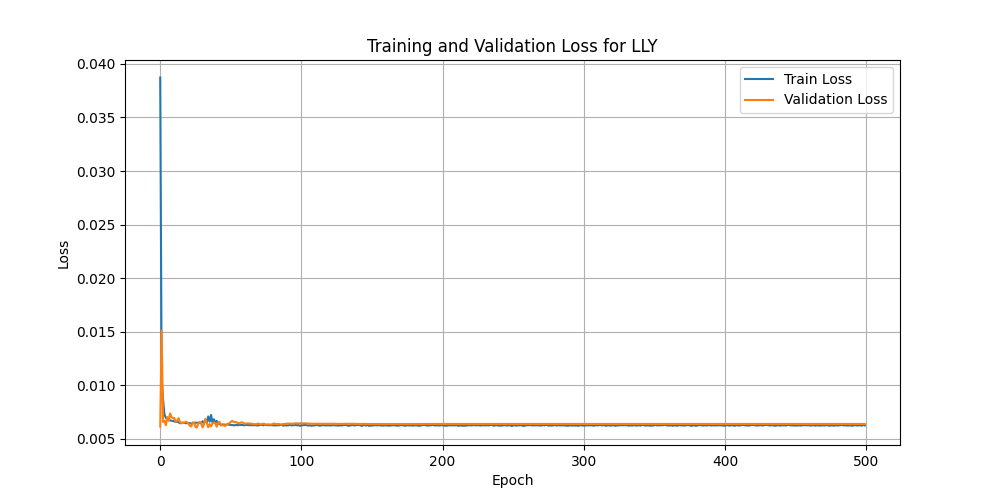 Training and Validation Loss for LLY
0.040
0.035
0.030
0.025
0.020
0.015
0.010
0.005
Loss
Train Loss
Validation Loss
0
100
200
300
400
500
Epoch